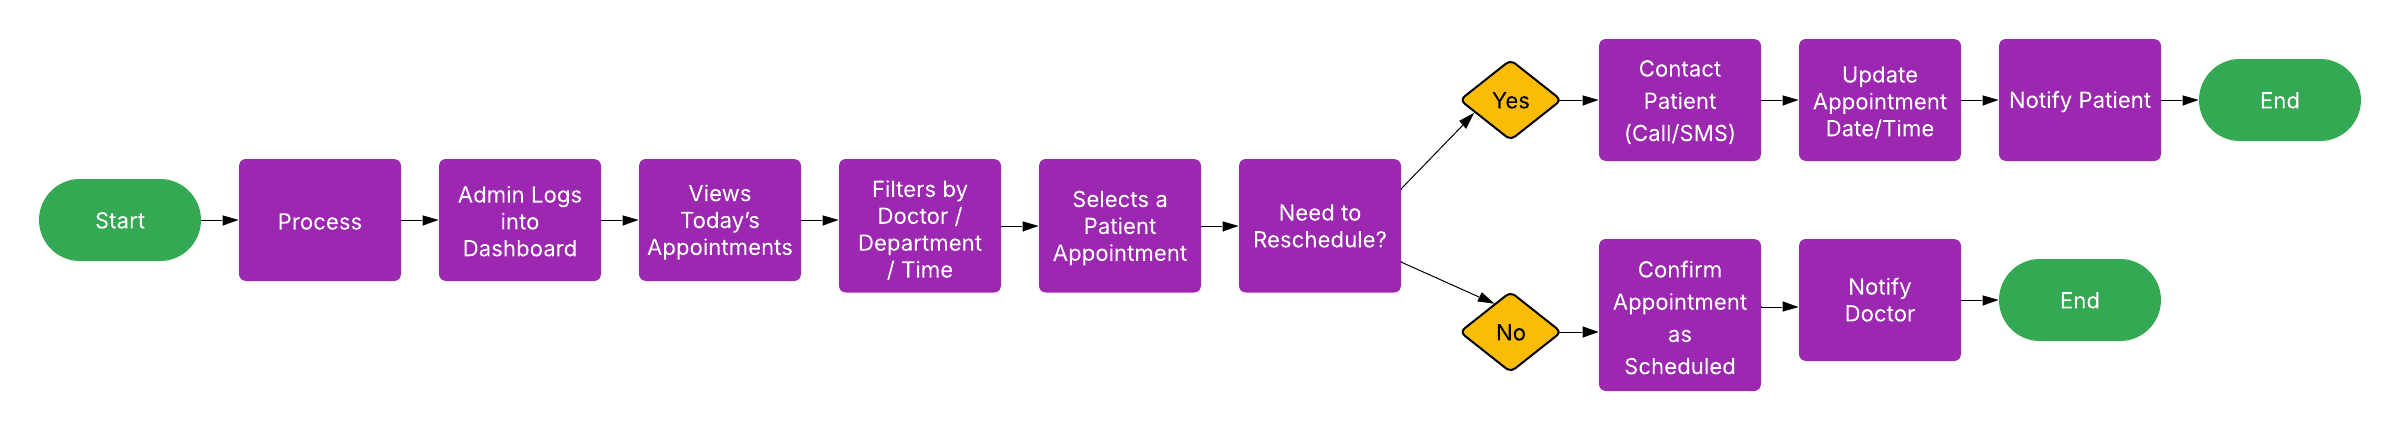 Start
Process
Admin Logs
into
Dashboard
Views
Today’s
Appointments
Filters by
Doctor /
Department
/ Time
Selects a
Patient
Appointment
Need to
Reschedule?
Yes
Contact
Patient
(Call/SMS)
Update
Appointment
Date/Time
Notify Patient
End
No
Confirm
Appointment
as
Scheduled
Notify
Doctor
End